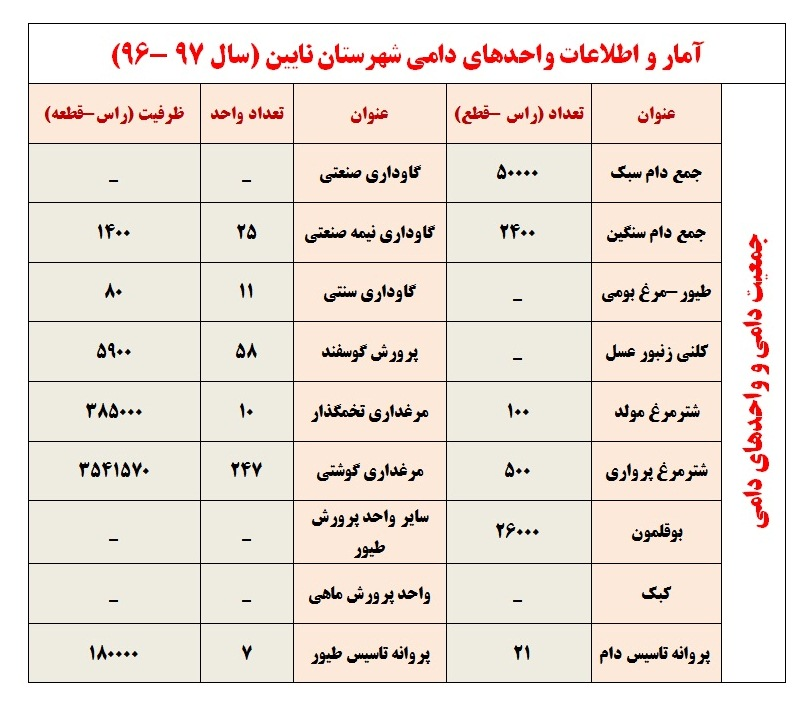 آمار و اطلاعات واحدهای دامی شهرستان نایین (سال ۹۷ –۹۶)
جمعیت دامی و واحدهای دامی
عنوان تعداد (راس –قطع) عنوان تعداد واحد ظرفیت (راس–قطعه)
جمع دام سبک ۵۰۰۰۰ گاوداری صنعتی _ _
جمع دام سنگین ۲۴۰۰ گاوداری نیمه صنعتی ۲۵ ۱۴۰۰
طیور–مرغ بومی _ گاوداری سنتی ۱۱ ۸۰
کلنی زنبور عسل _ پرورش گوسفند ۵۸ ۵۹۰۰
شترمرغ مولد ۱۰۰ مرغداری تخمگذار ۱۰ ۳۸۵۰۰۰
شترمرغ پرواری ۵۰۰ مرغداری گوشتی ۲۴۷ ۳۵۴۱۵۷۰
بوقلمون ۲۶۰۰۰ سایر واحد پرورش
طیور _ _
کبک _ واحد پرورش ماهی _ _
پروانه تاسیس دام ۲۱ پروانه تاسیس طیور ۷ ۱۸۰۰۰۰